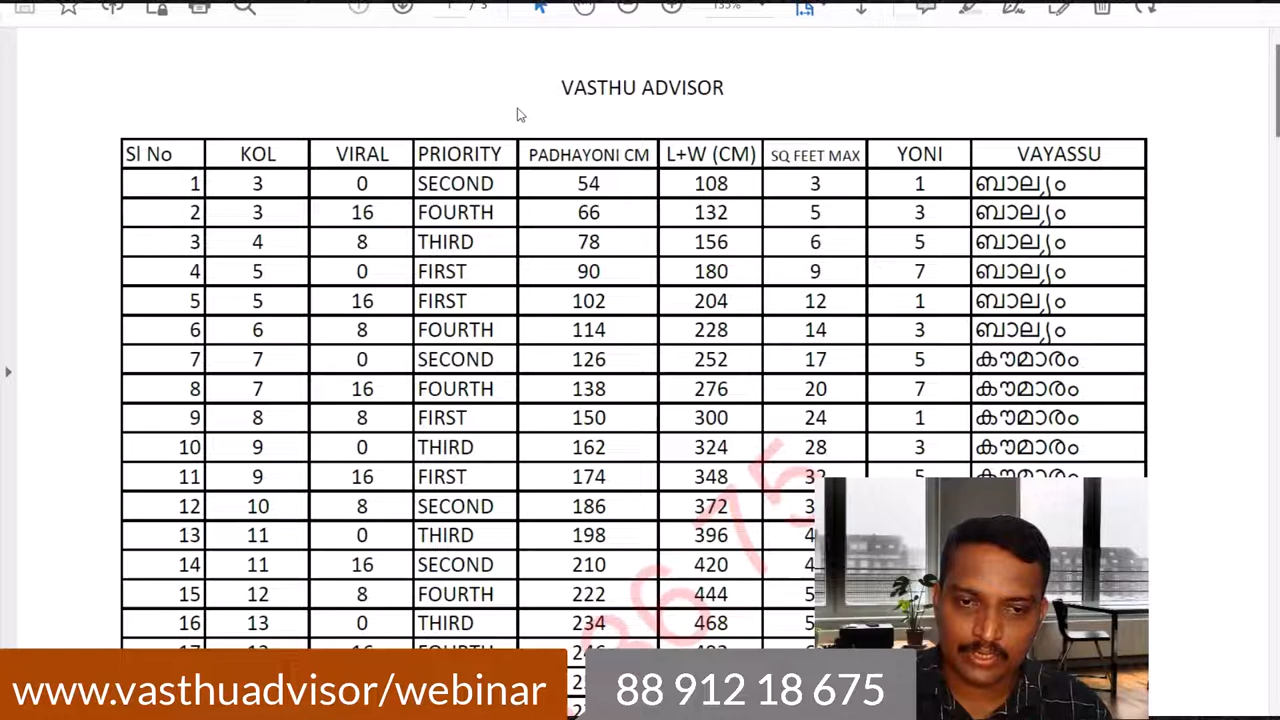 VASTHU ADVISOR
Sl No KOL VIRAL PRIORITY PADHAYONI CM L+W (CM) SQ FEET MAX YONI VAYASSU
1 3 0 SECOND 54 108 3 1 ബാല്യം
2 3 16 FOURTH 66 132 5 3 ബാല്യം
3 4 8 THIRD 78 156 6 5 ബാല്യം
4 5 0 FIRST 90 180 9 7 ബാല്യം
5 5 16 FIRST 102 204 12 1 ബാല്യം
6 6 8 FOURTH 114 228 14 3 ബാല്യം
7 7 0 SECOND 126 252 17 5 കൗമാരം
8 7 16 FOURTH 138 276 20 7 കൗമാരം
9 8 8 FIRST 150 300 24 1 കൗമാരം
10 9 0 THIRD 162 324 28 3 കൗമാരം
11 9 16 FIRST 174 348 32 5 കൗമാരം
12 10 8 SECOND 186 372
13 11 0 THIRD 198 396
14 11 16 SECOND 210 420
15 12 8 FOURTH 222 444
16 13 0 THIRD 234 468
www.vasthuadvisor/webinar 88 912 18 675